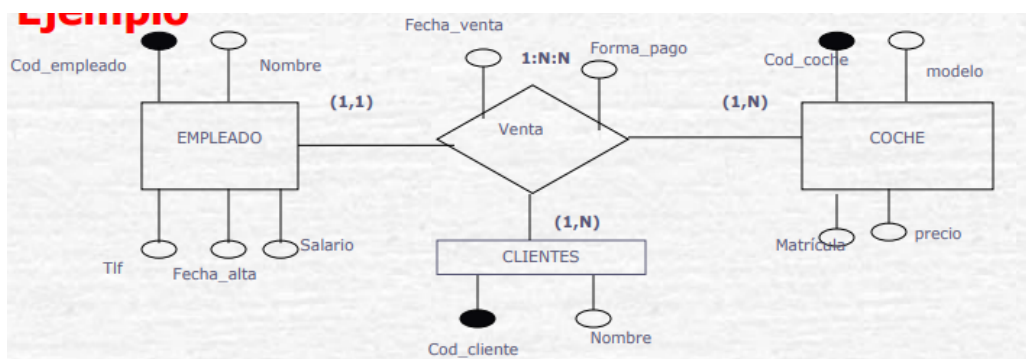 Ejemplo
Fecha_venta
Cod_empleado
Nombre
1:N:N
Forma_pago
Cod_coche
modelo
(1,1)
(1,N)
EMPLEADO
Venta
COCHE
(1,N)
Tlf
Fecha_alta
Salario
CLIENTES
Matrícula
precio
Cod_cliente
Nombre